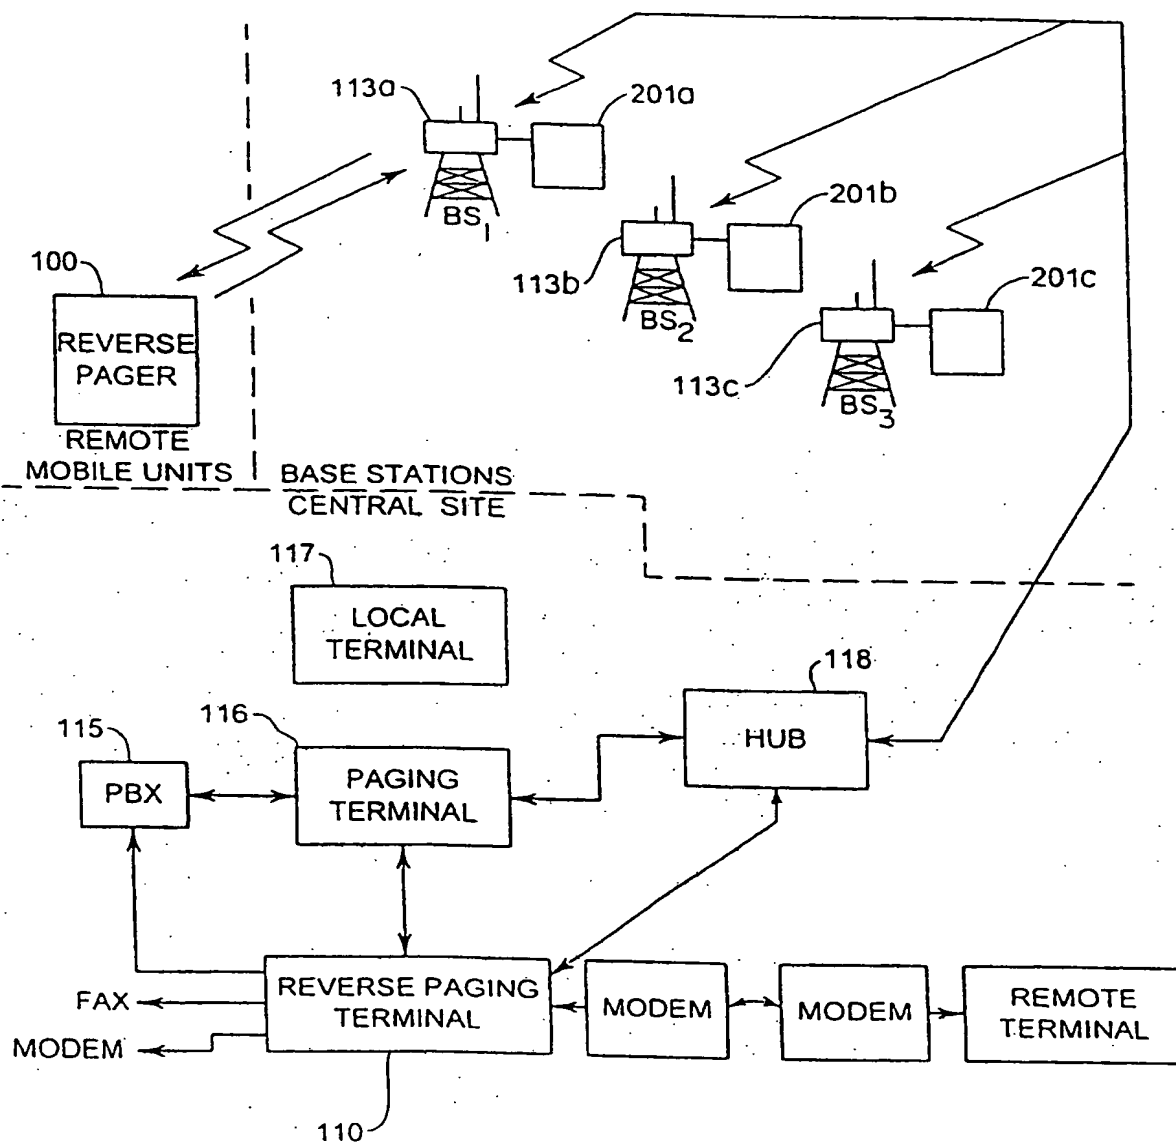 113a
201a
BS1
201b
113b
BS2
201c
113c
BS3
100
REVERSE
PAGER
REMOTE
MOBILE UNITS
BASE STATIONS
CENTRAL SITE
117
LOCAL
TERMINAL
118
HUB
116
115
PBX
PAGING
TERMINAL
REVERSE PAGING
TERMINAL
FAX
MODEM
MODEM
MODEM
REMOTE
TERMINAL
110